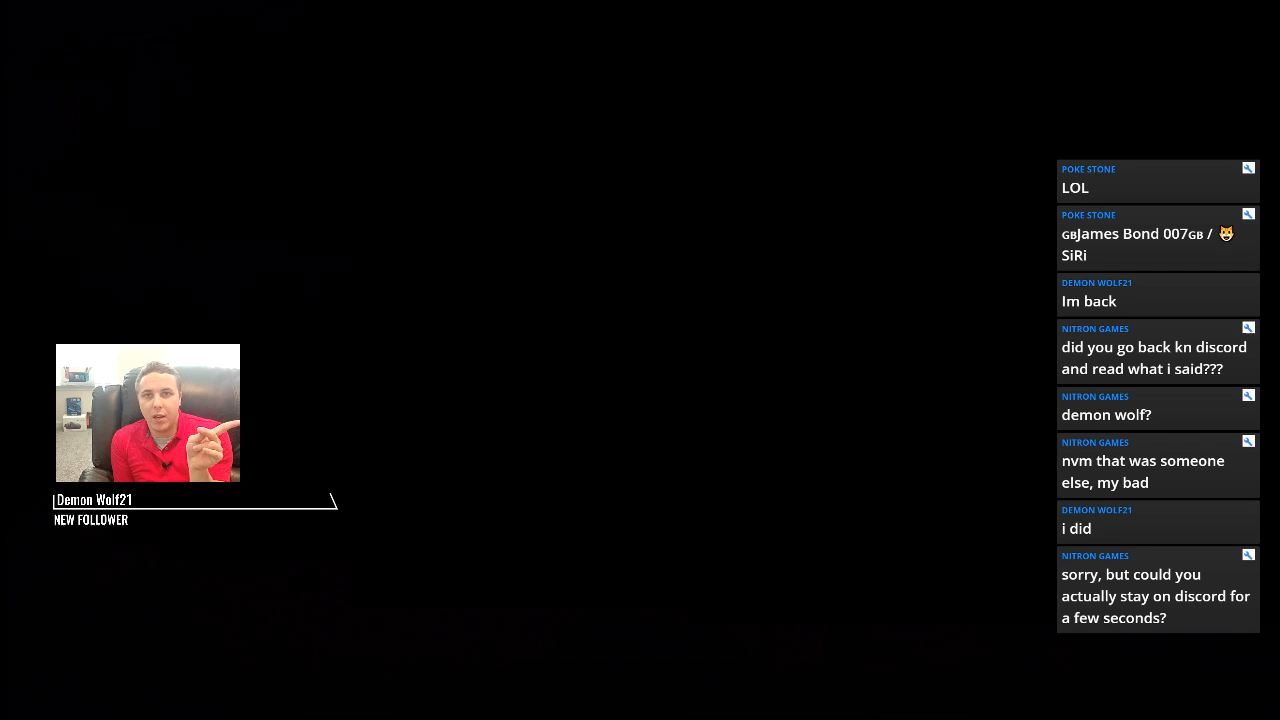 POKE STONE
LOL
POKE STONE
GBJames Bond 007GB / 😺
SiRi
DEMON WOLF21
Im back
NITRON GAMES
did you go back kn discord
and read what i said???
NITRON GAMES
demon wolf?
NITRON GAMES
nvm that was someone
else, my bad
DEMON WOLF21
i did
NITRON GAMES
sorry, but could you
actually stay on discord for
a few seconds?
Demon Wolf21
NEW FOLLOWER